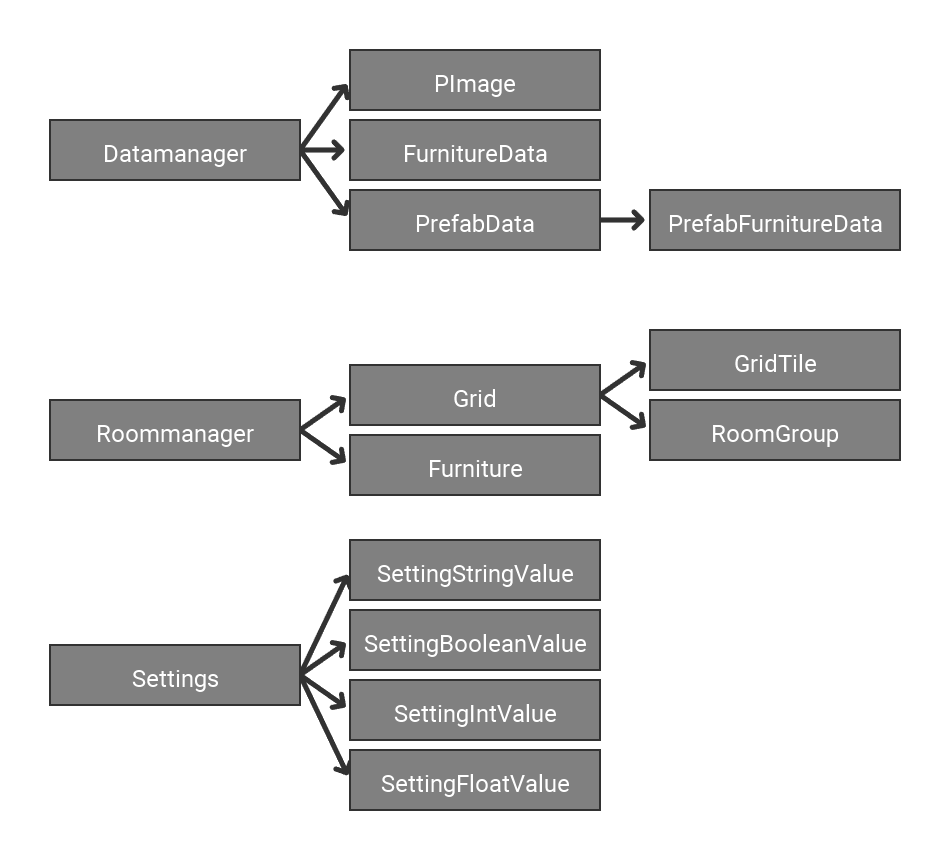 PImage
Datamanager
FurnitureData
PrefabData
PrefabFurnitureData
GridTile
Grid
Roommanager
RoomGroup
Furniture
SettingStringValue
SettingBooleanValue
Settings
SettingIntValue
SettingFloatValue